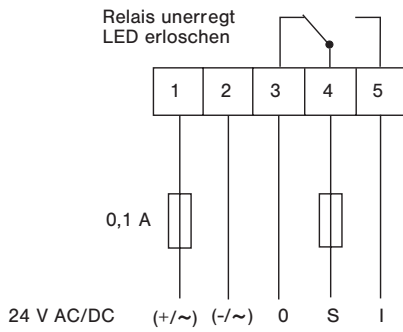 Relais unerregt
LED erloschen
1 2 3 4 5
0,1 A
24 V AC/DC (+/~) (-/~) 0 S I